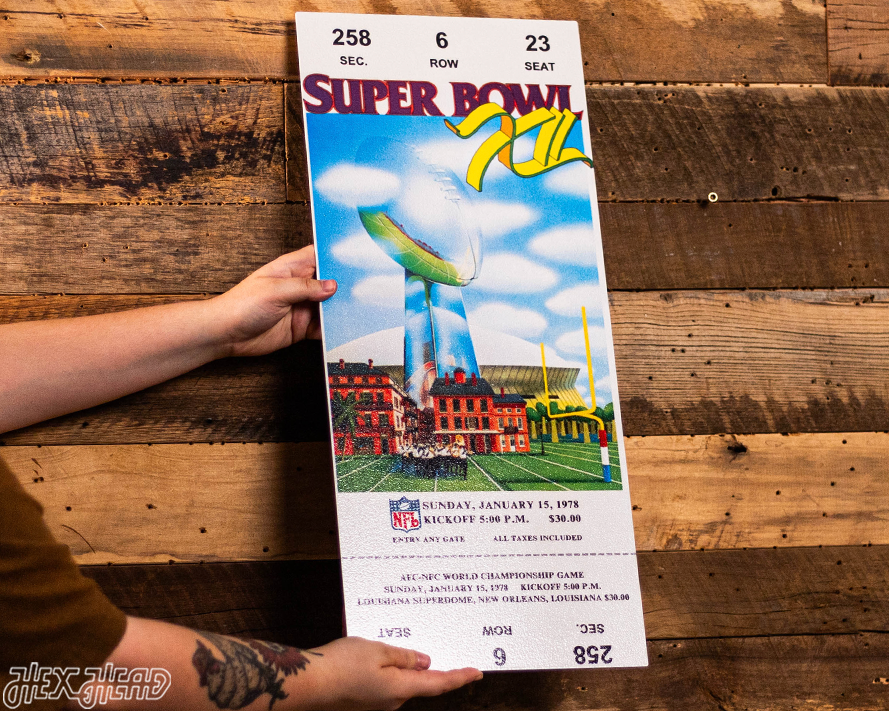 258 6 23
SEC. ROW SEAT
SUPER BOWL
XII
NFL
SUNDAY, JANUARY 15, 1978
KICKOFF 5:00 P.M. $30.00
ENTRY ANY GATE ALL TAXES INCLUDED
AFC-NFC WORLD CHAMPIONSHIP GAME
SUNDAY, JANUARY 15, 1978 KICKOFF 5:00 P.M.
LOUISIANA SUPERDOME, NEW ORLEANS, LOUISIANA $30.00
SEAT ROW SEC.
6 258
HEX HEAD